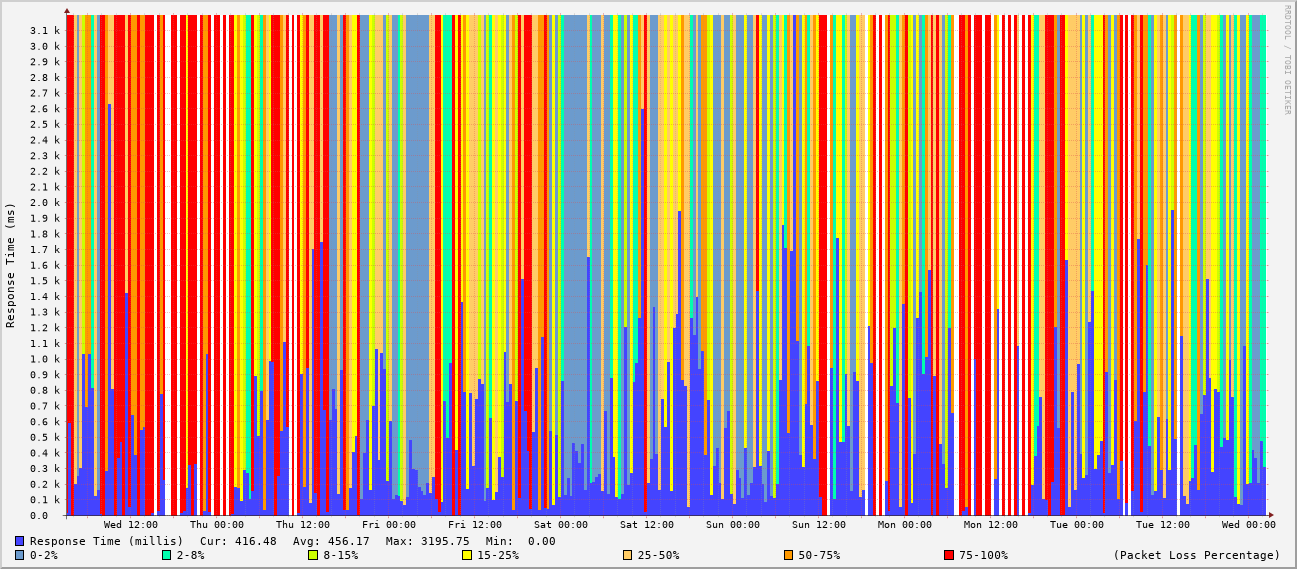 RRDTOOL / TOBI OETIKER
Response Time (ms)
3.1 k
3.0 k
2.9 k
2.8 k
2.7 k
2.6 k
2.5 k
2.4 k
2.3 k
2.2 k
2.1 k
2.0 k
1.9 k
1.8 k
1.7 k
1.6 k
1.5 k
1.4 k
1.3 k
1.2 k
1.1 k
1.0 k
0.9 k
0.8 k
0.7 k
0.6 k
0.5 k
0.4 k
0.3 k
0.2 k
0.1 k
0.0
Wed 12:00 Thu 00:00 Thu 12:00 Fri 00:00 Fri 12:00 Sat 00:00 Sat 12:00 Sun 00:00 Sun 12:00 Mon 00:00 Mon 12:00 Tue 00:00 Tue 12:00 Wed 00:00
Response Time (millis) Cur: 416.48 Avg: 456.17 Max: 3195.75 Min: 0.00
0-2% 2-8% 8-15% 15-25% 25-50% 50-75% 75-100% (Packet Loss Percentage)